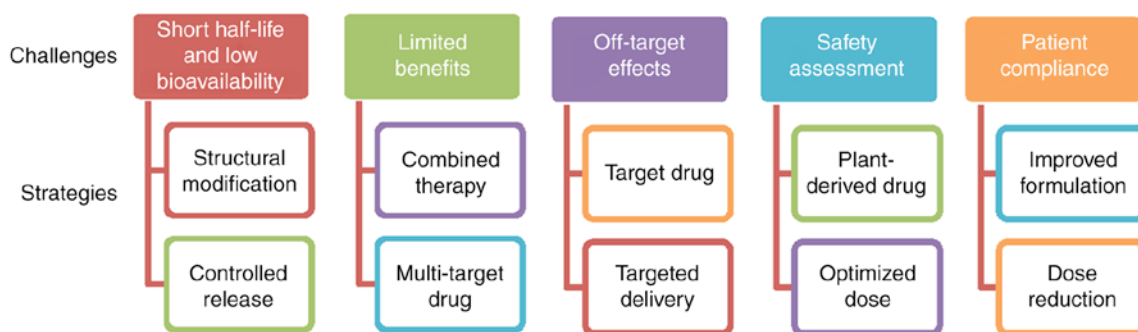 Challenges
Short half-life
and low
bioavailability
Limited
benefits
Off-target
effects
Safety
assessment
Patient
compliance
Strategies
Structural
modification
Combined
therapy
Target drug
Plant-
derived drug
Improved
formulation
Controlled
release
Multi-target
drug
Targeted
delivery
Optimized
dose
Dose
reduction